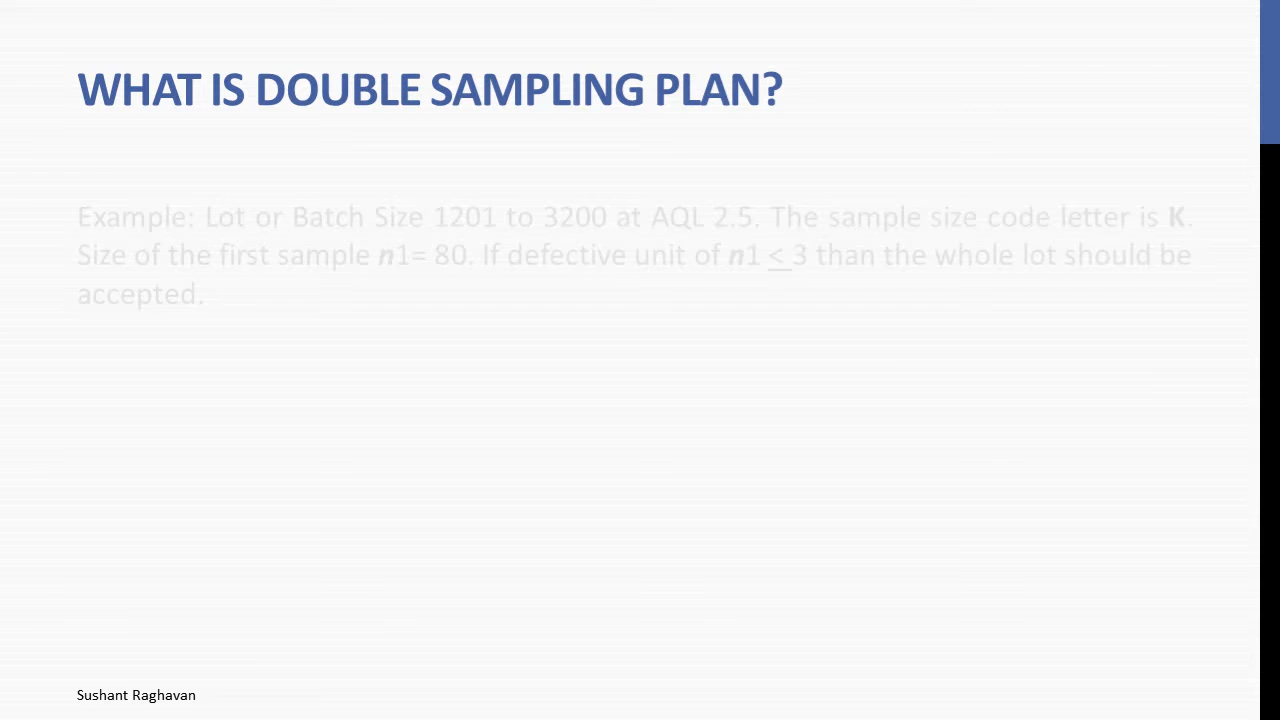 WHAT IS DOUBLE SAMPLING PLAN?
Example: Lot or Batch Size 1201 to 3200 at AQL 2.5. The sample size code letter is K.
Size of the first sample n1= 80. If defective unit of n1 < 3 than the whole lot should be
accepted.
Sushant Raghavan